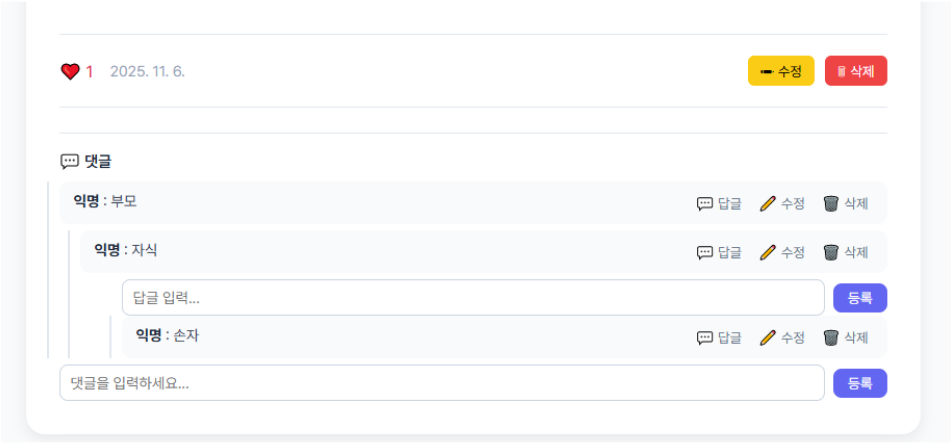 1 2025. 11. 6. 수정 삭제
댓글
익명 : 부모 답글 수정 삭제
익명 : 자식 답글 수정 삭제
답글 입력... 등록
익명 : 손자 답글 수정 삭제
댓글을 입력하세요... 등록